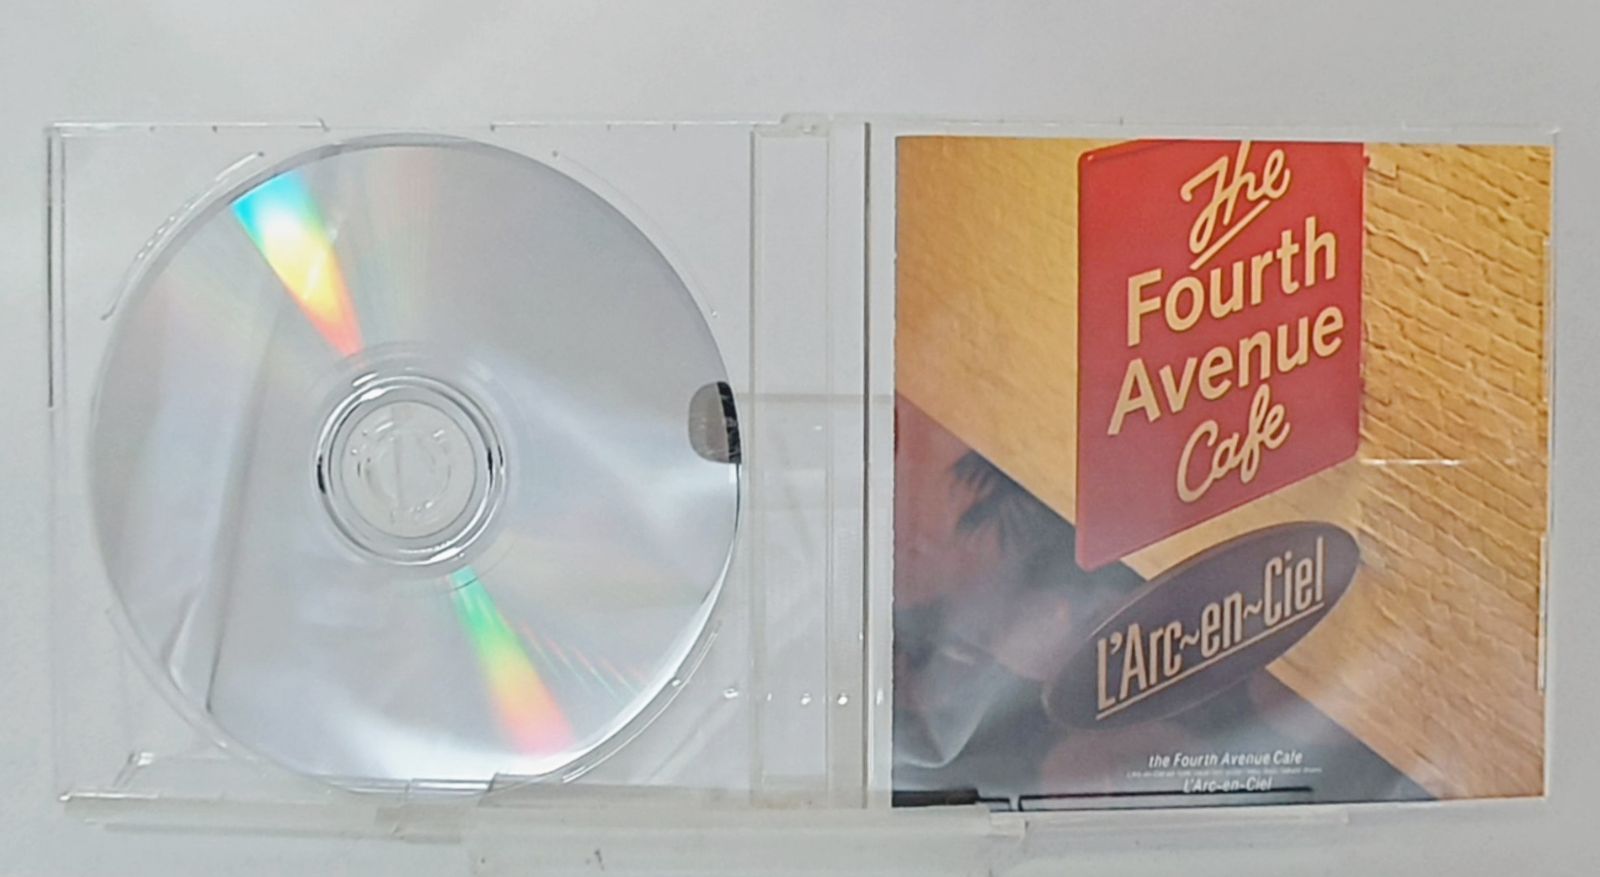 The
Fourth
Avenue
Cafe
L'Arc~en~Ciel
the Fourth Avenue Cafe
L'Arc~en~Ciel